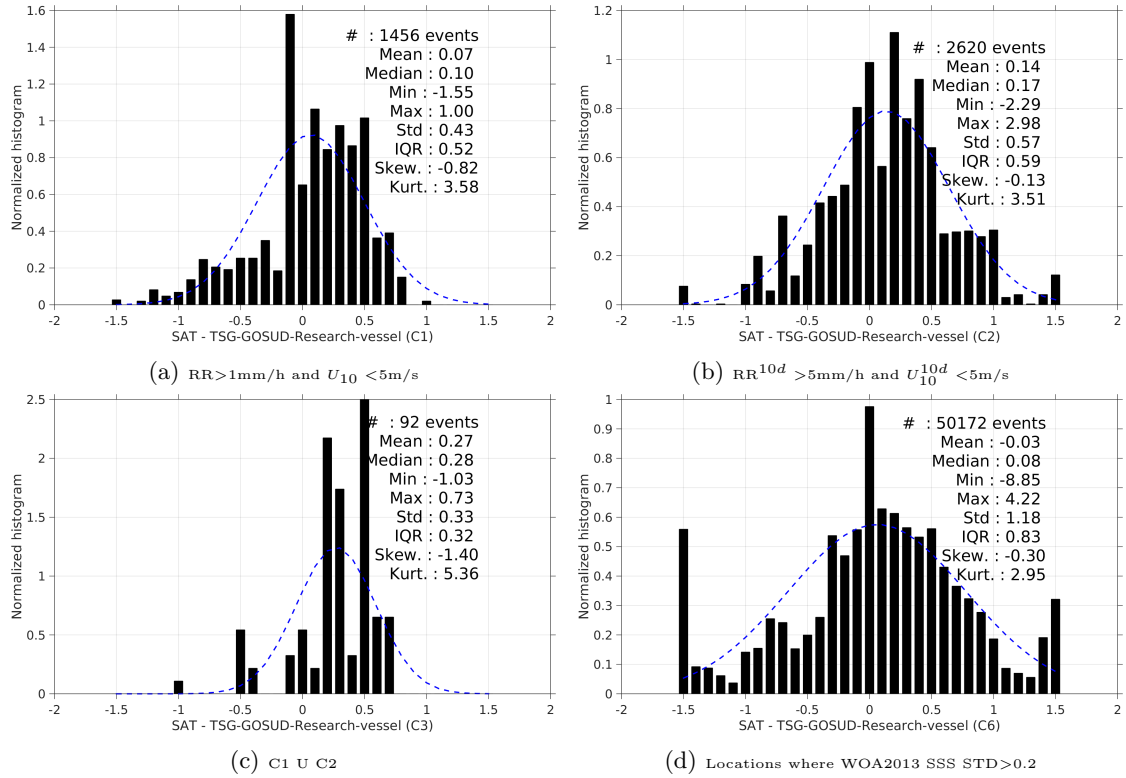 1.6
1.4
1.2
1
0.8
0.6
0.4
0.2
0
Normalized histogram
# : 1456 events
Mean : 0.07
Median : 0.10
Min : -1.55
Max : 1.00
Std : 0.43
IQR : 0.52
Skew. : -0.82
Kurt. : 3.58
-2 -1.5 -1 -0.5 0 0.5 1 1.5 2
SAT - TSG-GOSUD-Research-vessel (C1)
(a) RR>1mm/h and U10 <5m/s
1.2
1
0.8
0.6
0.4
0.2
0
Normalized histogram
# : 2620 events
Mean : 0.14
Median : 0.17
Min : -2.29
Max : 2.98
Std : 0.57
IQR : 0.59
Skew. : -0.13
Kurt. : 3.51
-2 -1.5 -1 -0.5 0 0.5 1 1.5 2
SAT - TSG-GOSUD-Research-vessel (C2)
(b) RR10d >5mm/h and U10d10 <5m/s
2.5
2
1.5
1
0.5
0
Normalized histogram
# : 92 events
Mean : 0.27
Median : 0.28
Min : -1.03
Max : 0.73
Std : 0.33
IQR : 0.32
Skew. : -1.40
Kurt. : 5.36
-2 -1.5 -1 -0.5 0 0.5 1 1.5 2
SAT - TSG-GOSUD-Research-vessel (C3)
(c) C1 U C2
1
0.9
0.8
0.7
0.6
0.5
0.4
0.3
0.2
0.1
0
Normalized histogram
# : 50172 events
Mean : -0.03
Median : 0.08
Min : -8.85
Max : 4.22
Std : 1.18
IQR : 0.83
Skew. : -0.30
Kurt. : 2.95
-2 -1.5 -1 -0.5 0 0.5 1 1.5 2
SAT - TSG-GOSUD-Research-vessel (C6)
(d) Locations where WOA2013 SSS STD>0.2